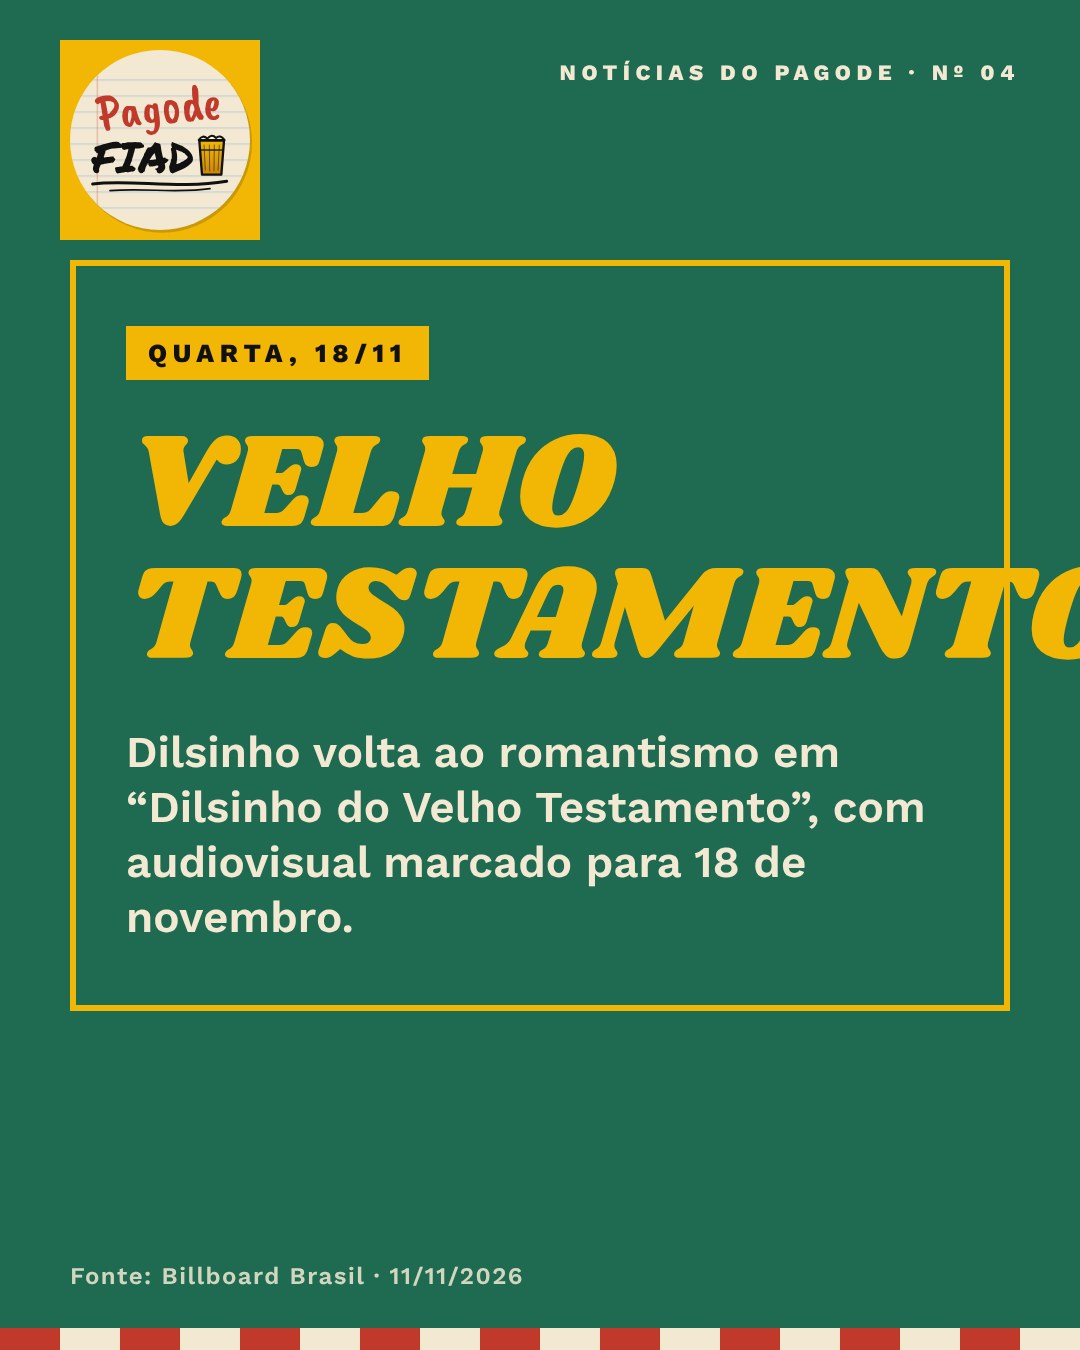 Pagode
FIAD
NOTÍCIAS DO PAGODE · Nº 04
QUARTA, 18/11
VELHO
TESTAMENTO
Dilsinho volta ao romantismo em
“Dilsinho do Velho Testamento”, com
audiovisual marcado para 18 de
novembro.
Fonte: Billboard Brasil · 11/11/2026